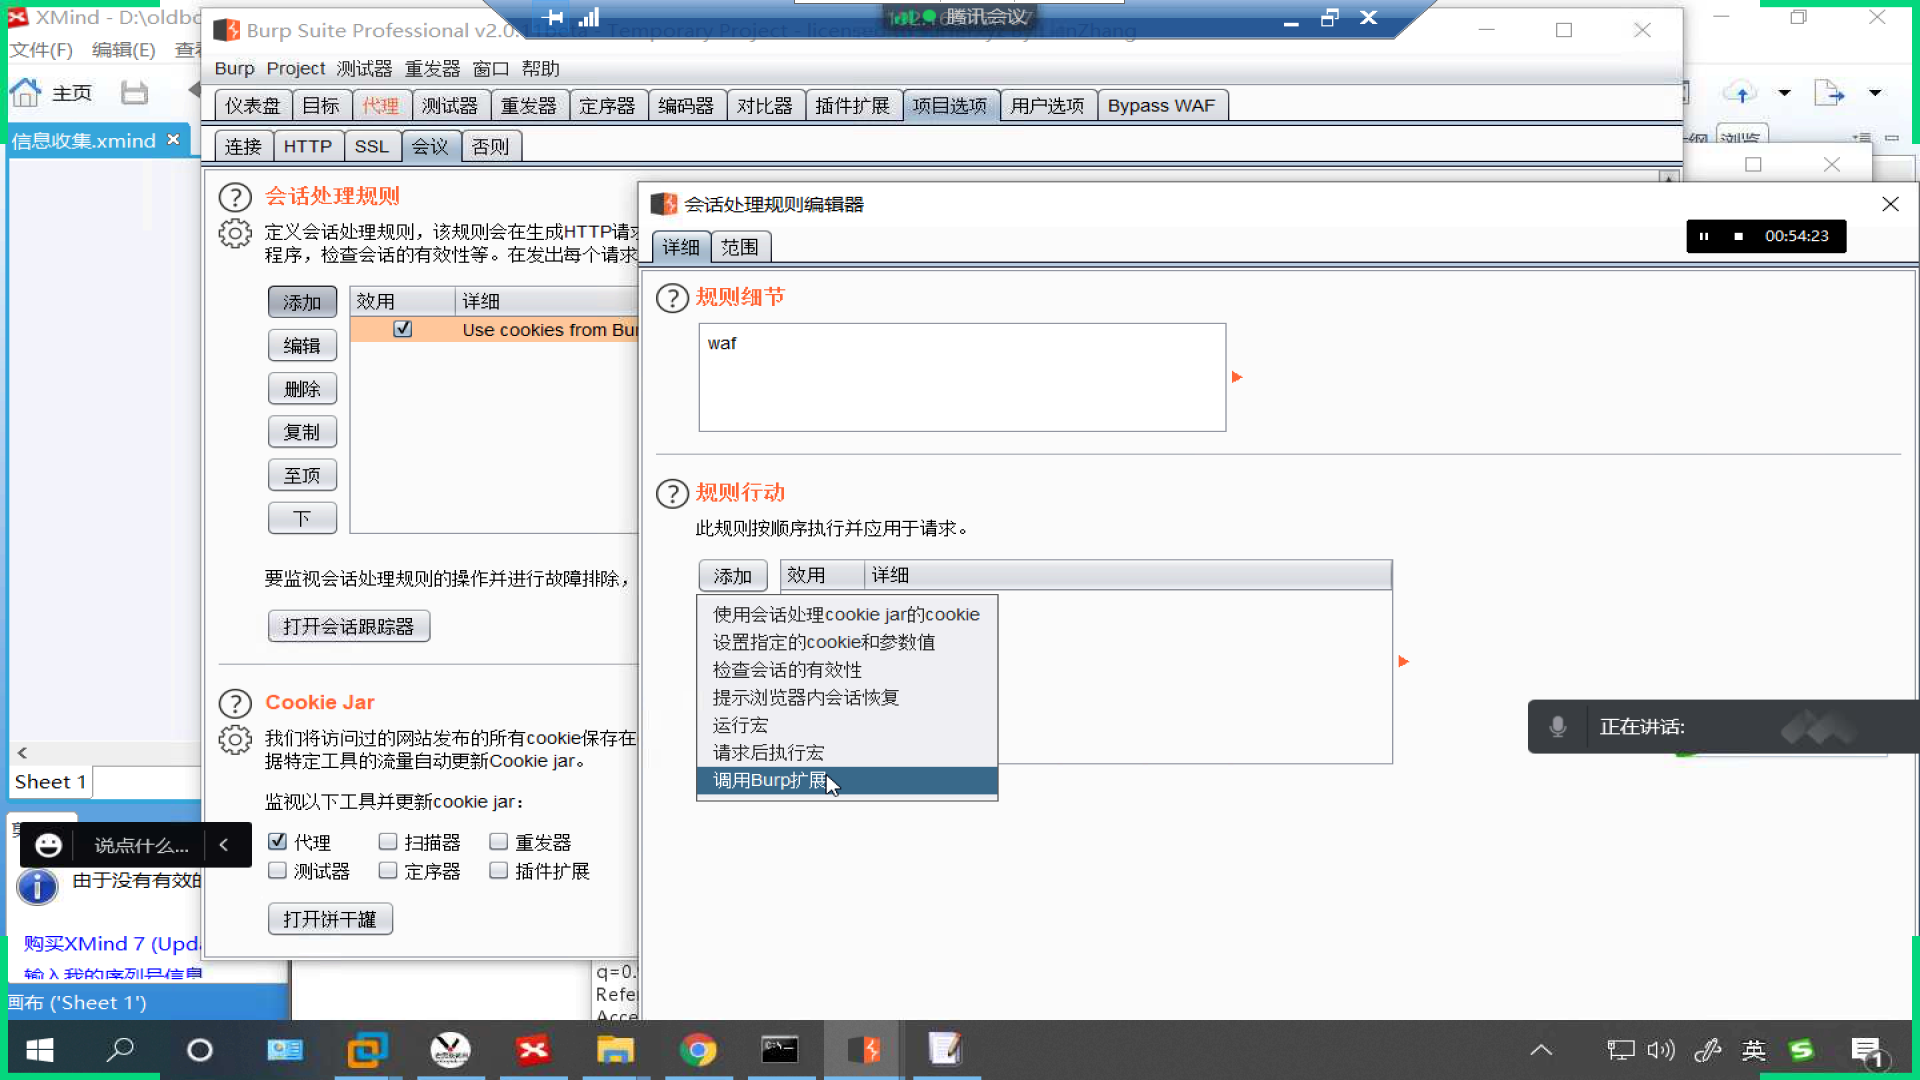 XMind - D:\oldbo
文件(F) 编辑(E) 查看
主页
信息收集.xmind
Burp Suite Professional v2.0.11beta - Temporary Project - licensed
腾讯会议
Burp Project 测试器 重发器 窗口 帮助
仪表盘 目标 代理 测试器 重发器 定序器 编码器 对比器 插件扩展 项目选项 用户选项 Bypass WAF
连接 HTTP SSL 会议 否则
浏览
会话处理规则
定义会话处理规则，该规则会在生成HTTP请求
程序，检查会话的有效性等。在发出每个请求
添加 效用 详细
Use cookies from Bur
编辑
删除
复制
至顶
下
要监视会话处理规则的操作并进行故障排除，
打开会话跟踪器
Cookie Jar
我们将访问过的网站发布的所有cookie保存在
据特定工具的流量自动更新Cookie jar。
监视以下工具并更新cookie jar：
代理 扫描器 重发器
测试器 定序器 插件扩展
打开饼干罐
会话处理规则编辑器
00:54:23
详细 范围
规则细节
waf
规则行动
此规则按顺序执行并应用于请求。
添加 效用 详细
使用会话处理cookie jar的cookie
设置指定的cookie和参数值
检查会话的有效性
提示浏览器内会话恢复
运行宏
请求后执行宏
调用Burp扩展
正在讲话:
Sheet 1
说点什么...
由于没有有效的
购买XMind 7 (Upda
输入我的序列号信息
画布 ('Sheet 1')
q=0.
Refe
Acce
英
1